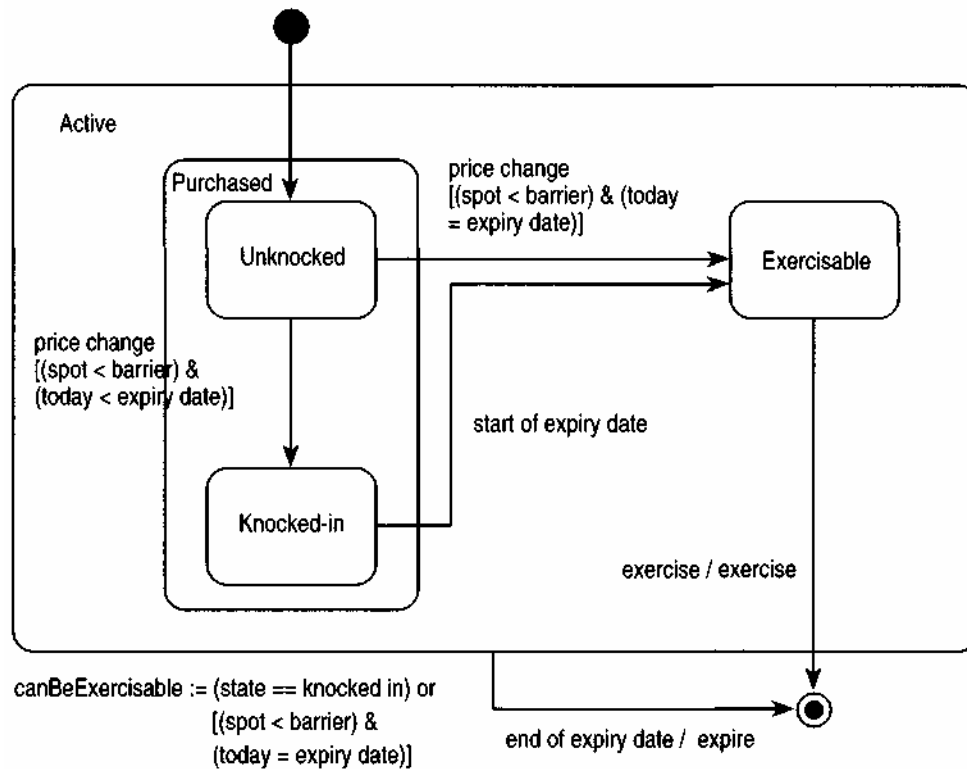 Active
Purchased
price change
[(spot < barrier) & (today
= expiry date)]
Unknocked
Exercisable
price change
[(spot < barrier) &
(today < expiry date)]
start of expiry date
Knocked-in
exercise / exercise
canBeExercisable := (state == knocked in) or
[(spot < barrier) &
(today = expiry date)]
end of expiry date / expire